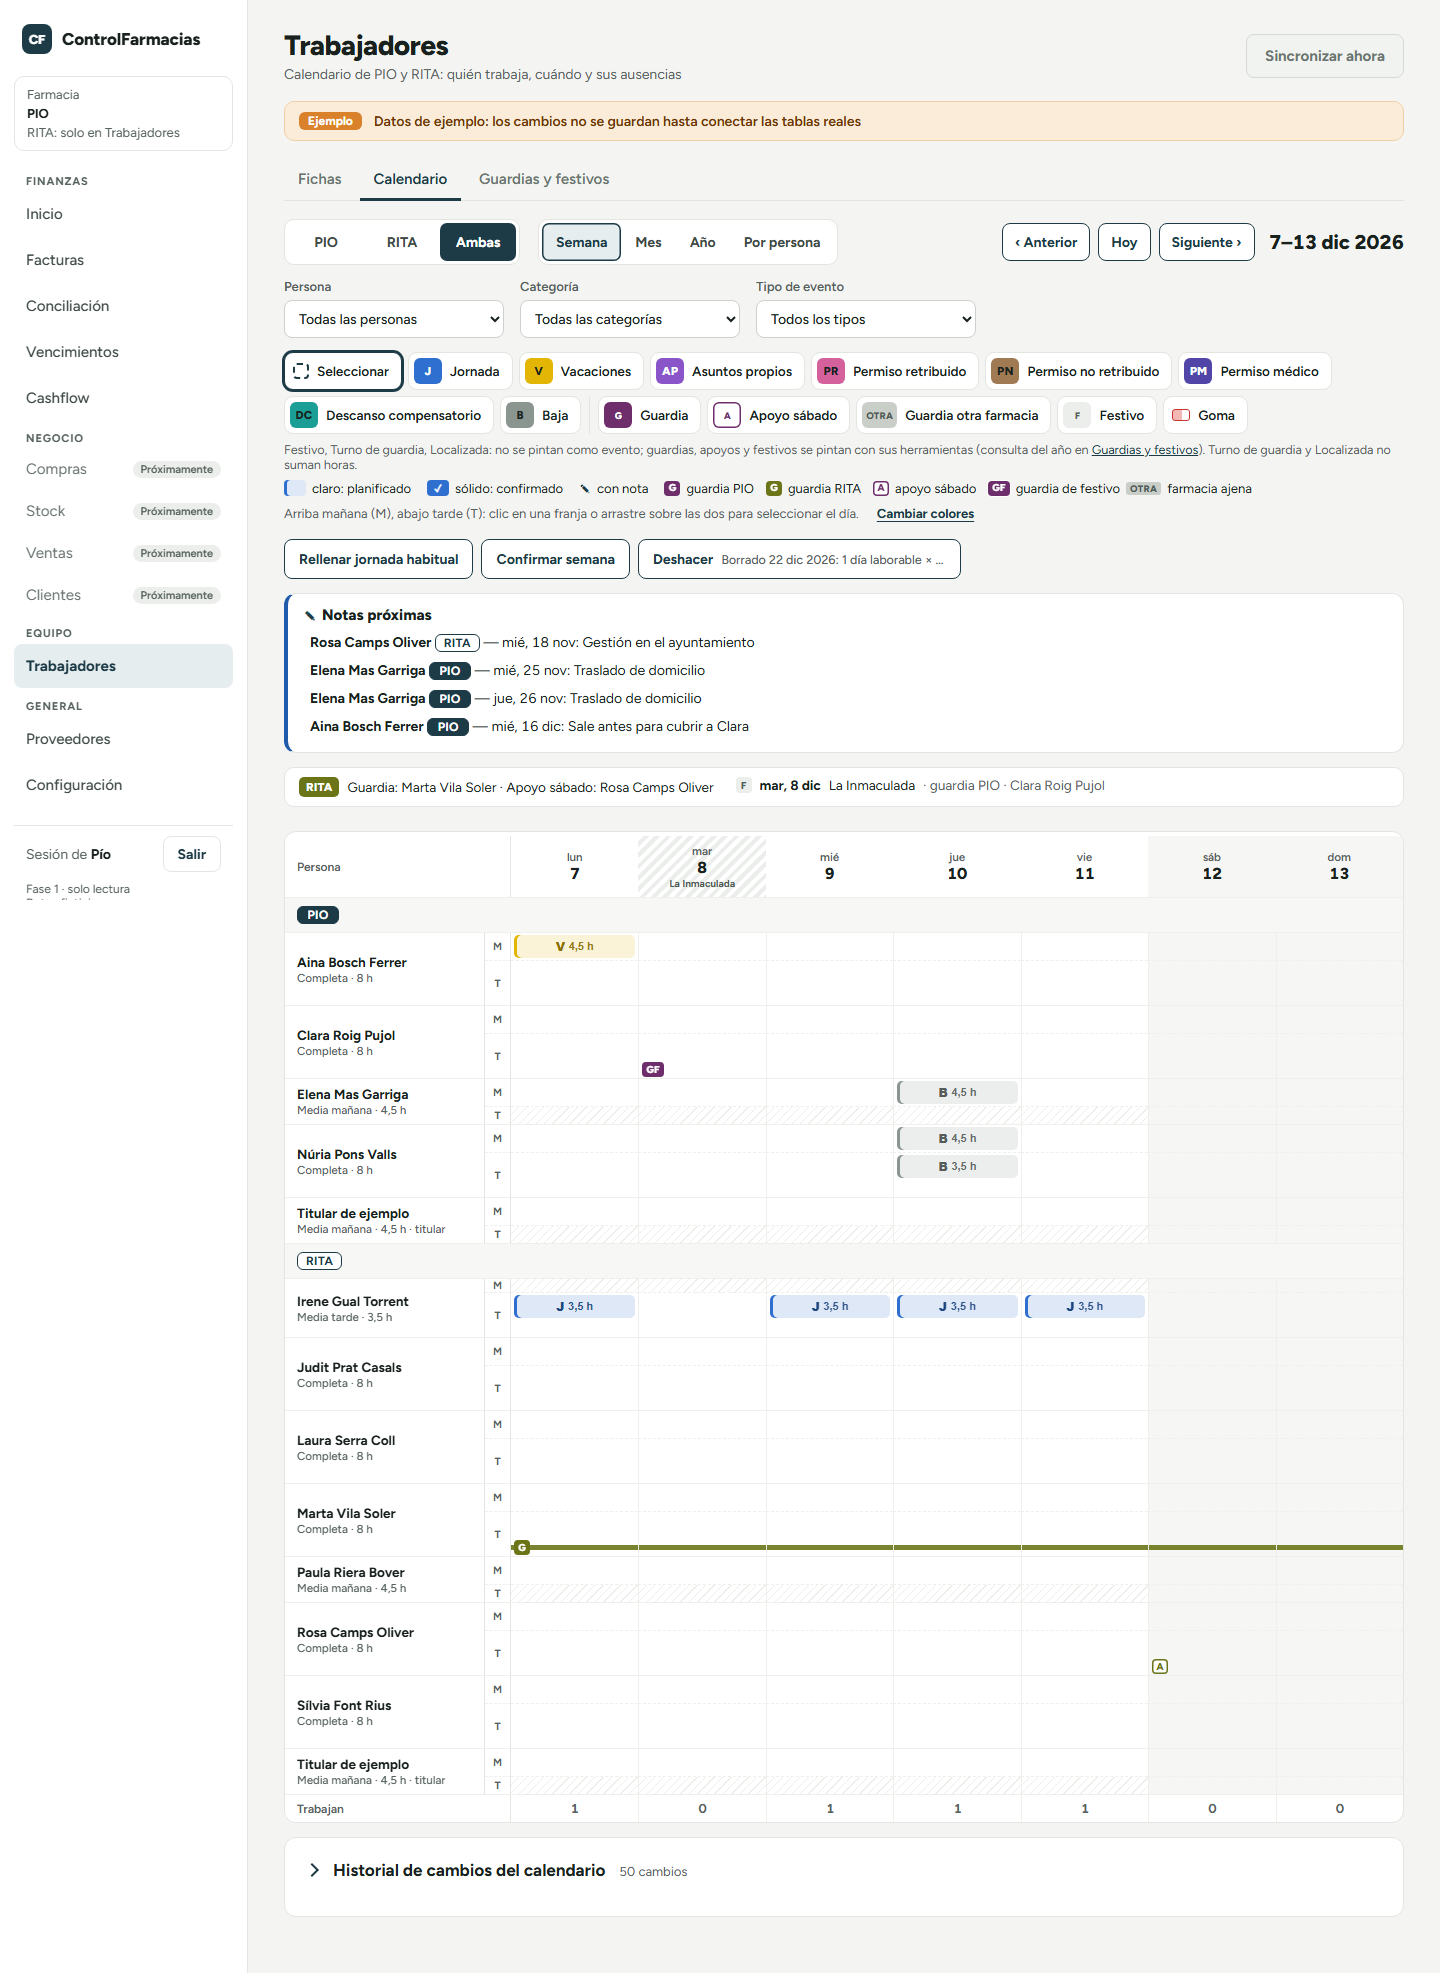 CF ControlFarmacias
Farmacia
PIO
RITA: solo en Trabajadores
FINANZAS
Inicio
Facturas
Conciliación
Vencimientos
Cashflow
NEGOCIO
Compras Próximamente
Stock Próximamente
Ventas Próximamente
Clientes Próximamente
EQUIPO
Trabajadores
GENERAL
Proveedores
Configuración
Sesión de Pío Salir
Fase 1 · solo lectura
Trabajadores
Calendario de PIO y RITA: quién trabaja, cuándo y sus ausencias
Sincronizar ahora
Ejemplo Datos de ejemplo: los cambios no se guardan hasta conectar las tablas reales
Fichas Calendario Guardias y festivos
PIO RITA Ambas Semana Mes Año Por persona ‹ Anterior Hoy Siguiente › 7–13 dic 2026
Persona Categoría Tipo de evento
Todas las personas Todas las categorías Todos los tipos
Seleccionar J Jornada V Vacaciones AP Asuntos propios PR Permiso retribuido PN Permiso no retribuido PM Permiso médico
DC Descanso compensatorio B Baja G Guardia A Apoyo sábado OTRA Guardia otra farmacia F Festivo Goma
Festivo, Turno de guardia, Localizada: no se pintan como evento; guardias, apoyos y festivos se pintan con sus herramientas (consulta del año en Guardias y festivos). Turno de guardia y Localizada no
suman horas.
claro: planificado ✓ sólido: confirmado con nota G guardia PIO G guardia RITA A apoyo sábado GF guardia de festivo OTRA farmacia ajena
Arriba mañana (M), abajo tarde (T): clic en una franja o arrastre sobre las dos para seleccionar el día. Cambiar colores
Rellenar jornada habitual Confirmar semana Deshacer Borrado 22 dic 2026: 1 día laborable × ...
Notas próximas
Rosa Camps Oliver RITA — mié, 18 nov: Gestión en el ayuntamiento
Elena Mas Garriga PIO — mié, 25 nov: Traslado de domicilio
Elena Mas Garriga PIO — jue, 26 nov: Traslado de domicilio
Aina Bosch Ferrer PIO — mié, 16 dic: Sale antes para cubrir a Clara
RITA Guardia: Marta Vila Soler · Apoyo sábado: Rosa Camps Oliver F mar, 8 dic La Inmaculada · guardia PIO · Clara Roig Pujol
Persona lun 7 mar 8 La Inmaculada mié 9 jue 10 vie 11 sáb 12 dom 13
PIO
Aina Bosch Ferrer
Completa · 8 h
M V 4,5 h
T
Clara Roig Pujol
Completa · 8 h
M
T GF
Elena Mas Garriga
Media mañana · 4,5 h
M B 4,5 h
T
Núria Pons Valls
Completa · 8 h
M B 4,5 h
T B 3,5 h
Titular de ejemplo
Media mañana · 4,5 h · titular
M
T
RITA
Irene Gual Torrent
Media tarde · 3,5 h
M
T J 3,5 h J 3,5 h J 3,5 h J 3,5 h
Judit Prat Casals
Completa · 8 h
M
T
Laura Serra Coll
Completa · 8 h
M
T
Marta Vila Soler
Completa · 8 h
M
T G
Paula Riera Bover
Media mañana · 4,5 h
M
T
Rosa Camps Oliver
Completa · 8 h
M
T A
Sílvia Font Rius
Completa · 8 h
M
T
Titular de ejemplo
Media mañana · 4,5 h · titular
M
T
Trabajan 1 0 1 1 1 0 0
Historial de cambios del calendario 50 cambios